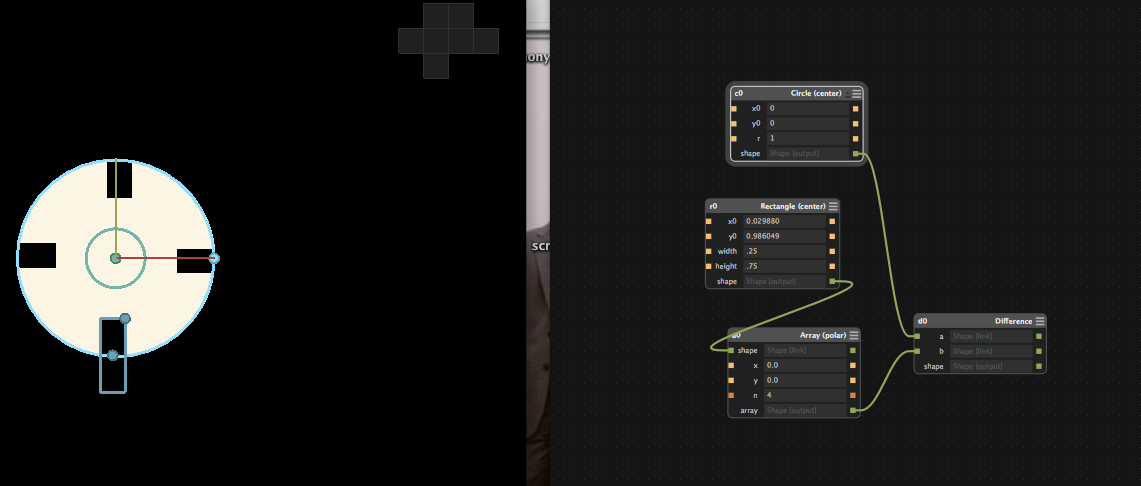 ony
scr
c0 Circle (center)
x0 0
y0 0
r 1
shape Shape [output]
r0 Rectangle (center)
x0 0.029880
y0 0.986049
width .25
height .75
shape Shape [output]
a0 Array (polar)
shape Shape [link]
x 0.0
y 0.0
n 4
array Shape [output]
d0 Difference
a Shape [link]
b Shape [link]
shape Shape [output]